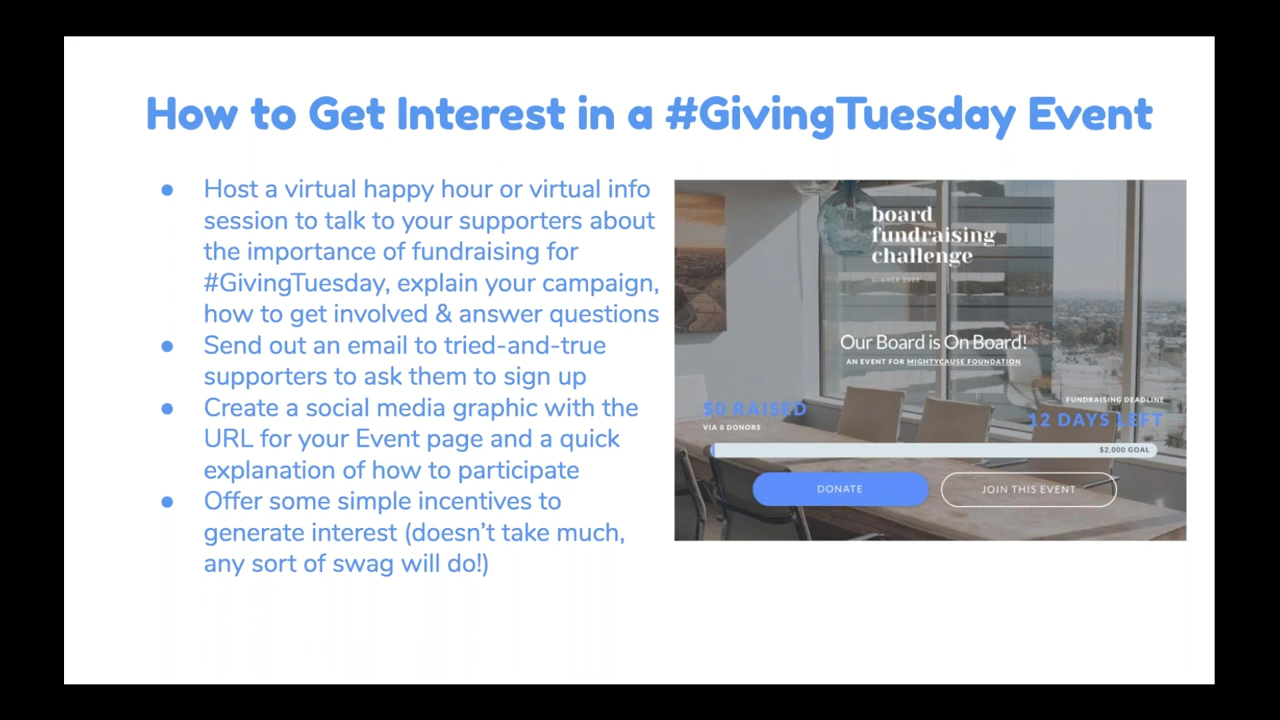 How to Get Interest in a #GivingTuesday Event
● Host a virtual happy hour or virtual info
session to talk to your supporters about
the importance of fundraising for
#GivingTuesday, explain your campaign,
how to get involved & answer questions
● Send out an email to tried-and-true
supporters to ask them to sign up
● Create a social media graphic with the
URL for your Event page and a quick
explanation of how to participate
● Offer some simple incentives to
generate interest (doesn't take much,
any sort of swag will do!)
board
fundraising
challenge
Our Board is On Board!
AN EVENT FOR MIGHTYCAUSE FOUNDATION
$0 RAISED
VIA 0 DONORS
FUNDRAISING DEADLINE
12 DAYS LEFT
$2,000 GOAL
DONATE
JOIN THIS EVENT